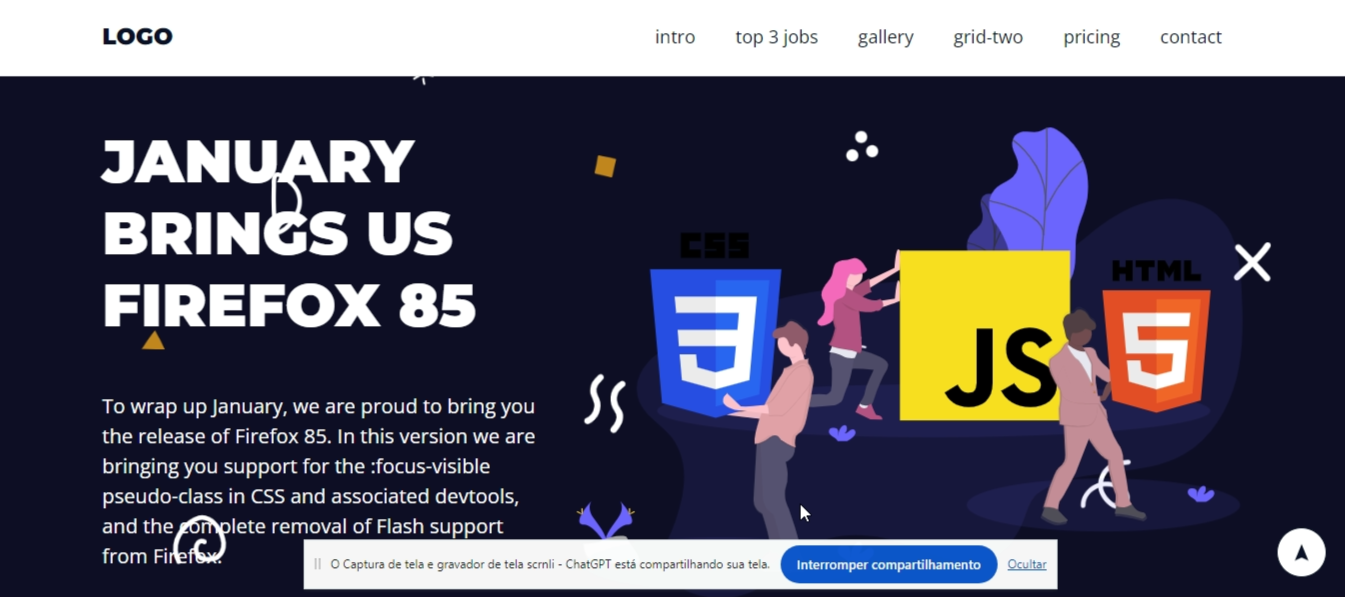 LOGO
intro top 3 jobs gallery grid-two pricing contact
JANUARY
BRINGS US
FIREFOX 85
To wrap up January, we are proud to bring you
the release of Firefox 85. In this version we are
bringing you support for the :focus-visible
pseudo-class in CSS and associated devtools,
and the complete removal of Flash support
from Firefox.
CSS
3
JS
HTML
5
O Captura de tela e gravador de tela scrnli - ChatGPT está compartilhando sua tela. Interromper compartilhamento Ocultar